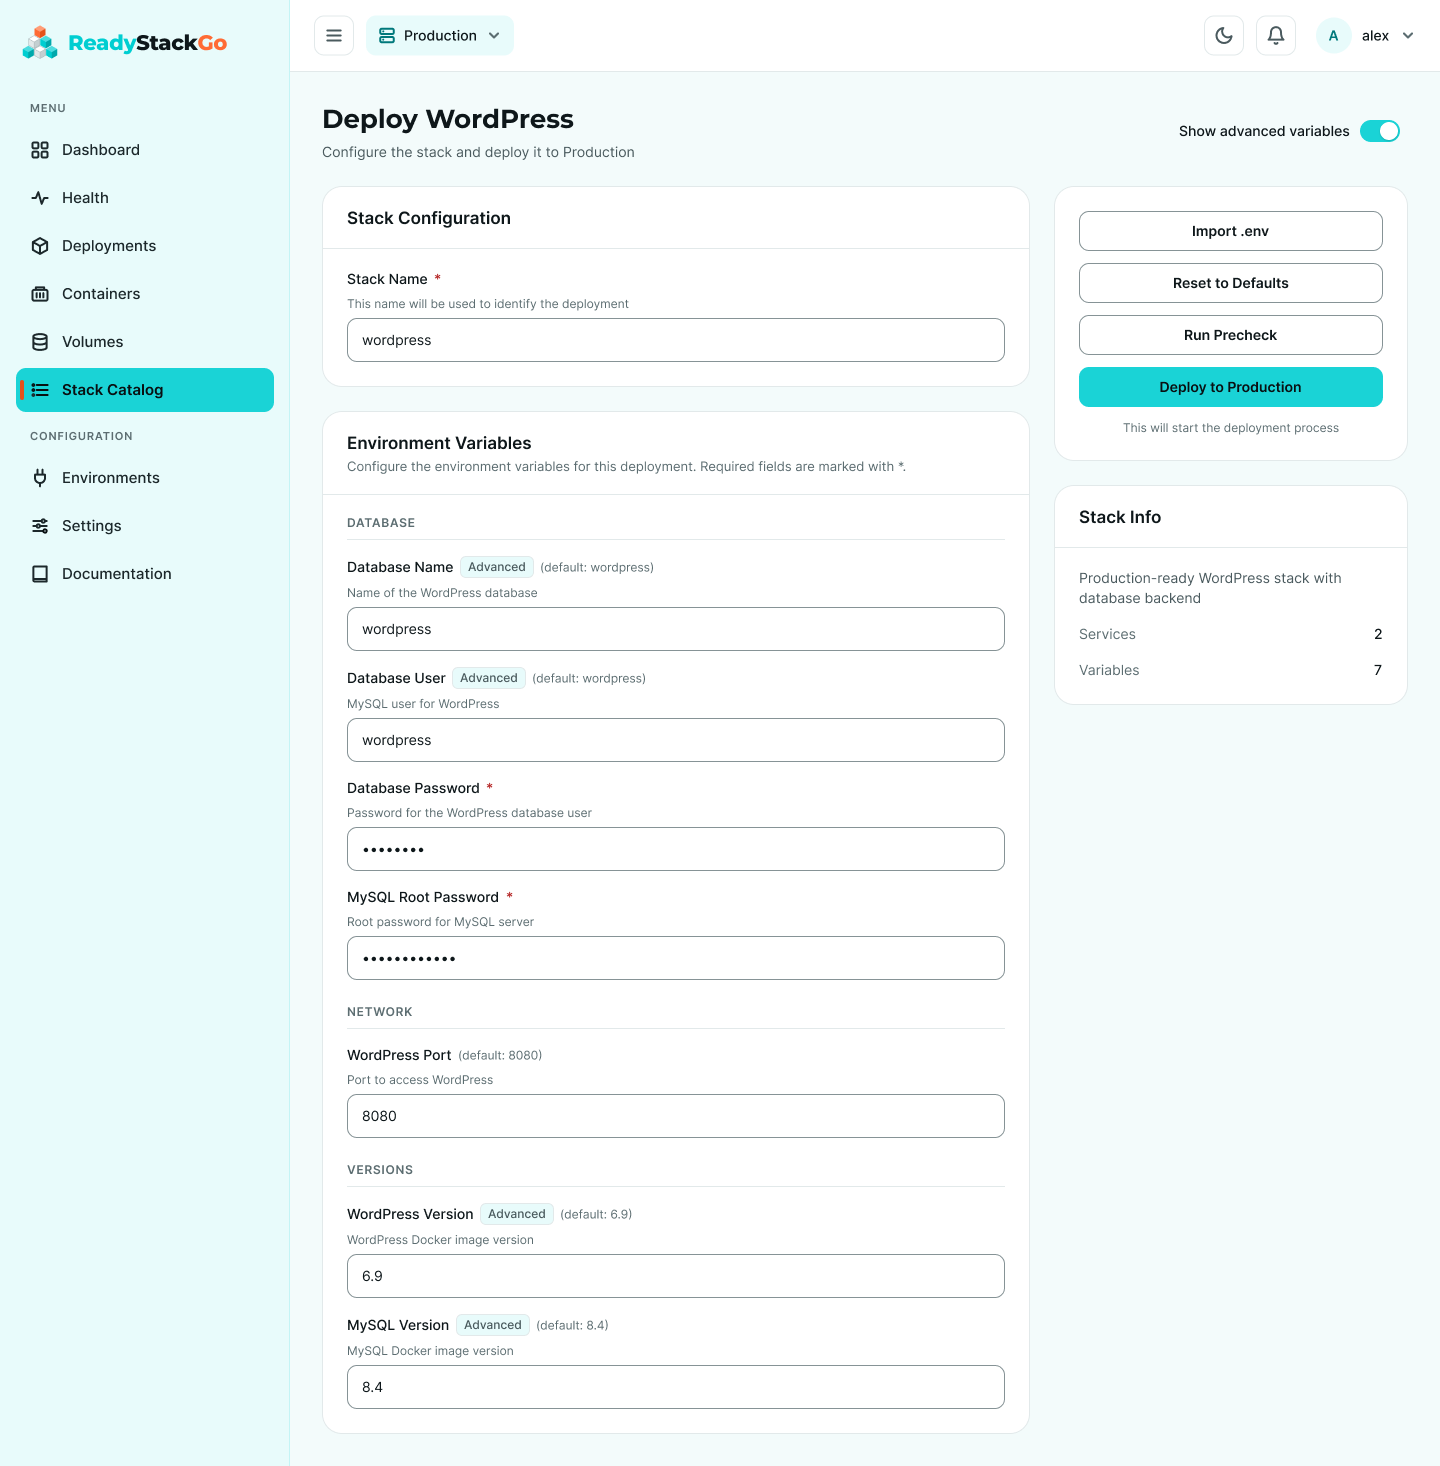 ReadyStackGo
MENU
Dashboard
Health
Deployments
Containers
Volumes
Stack Catalog
CONFIGURATION
Environments
Settings
Documentation
Production
A
alex
Deploy WordPress
Configure the stack and deploy it to Production
Show advanced variables
Stack Configuration
Stack Name *
This name will be used to identify the deployment
wordpress
Environment Variables
Configure the environment variables for this deployment. Required fields are marked with *.
DATABASE
Database Name Advanced (default: wordpress)
Name of the WordPress database
wordpress
Database User Advanced (default: wordpress)
MySQL user for WordPress
wordpress
Database Password *
Password for the WordPress database user
••••••••
MySQL Root Password *
Root password for MySQL server
••••••••••••
NETWORK
WordPress Port (default: 8080)
Port to access WordPress
8080
VERSIONS
WordPress Version Advanced (default: 6.9)
WordPress Docker image version
6.9
MySQL Version Advanced (default: 8.4)
MySQL Docker image version
8.4
Import .env
Reset to Defaults
Run Precheck
Deploy to Production
This will start the deployment process
Stack Info
Production-ready WordPress stack with
database backend
Services 2
Variables 7